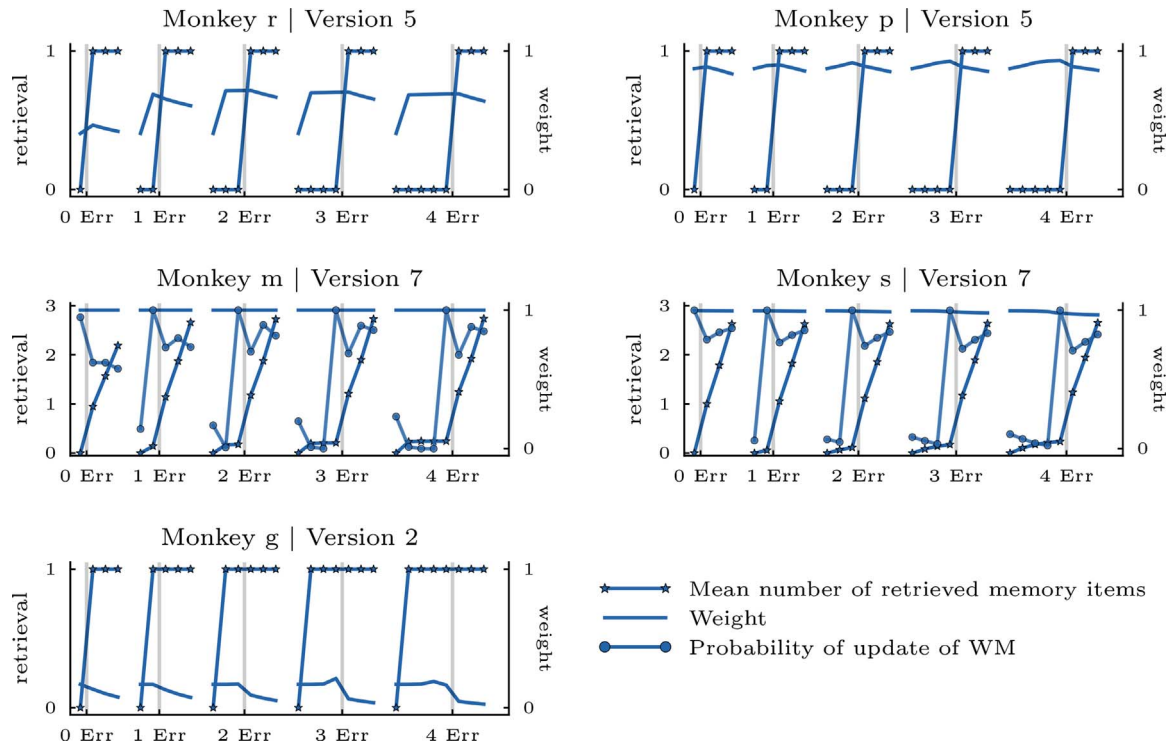 Monkey r | Version 5
Monkey p | Version 5
1 1
retrieval weight
0 0
0 Err 1 Err 2 Err 3 Err 4 Err
1 1
retrieval weight
0 0
0 Err 1 Err 2 Err 3 Err 4 Err
Monkey m | Version 7
Monkey s | Version 7
3
1
2
retrieval weight
1
0 0
0 Err 1 Err 2 Err 3 Err 4 Err
3
1
2
retrieval weight
1
0 0
0 Err 1 Err 2 Err 3 Err 4 Err
Monkey g | Version 2
1 1
retrieval weight
0 0
0 Err 1 Err 2 Err 3 Err 4 Err
Mean number of retrieved memory items
Weight
Probability of update of WM